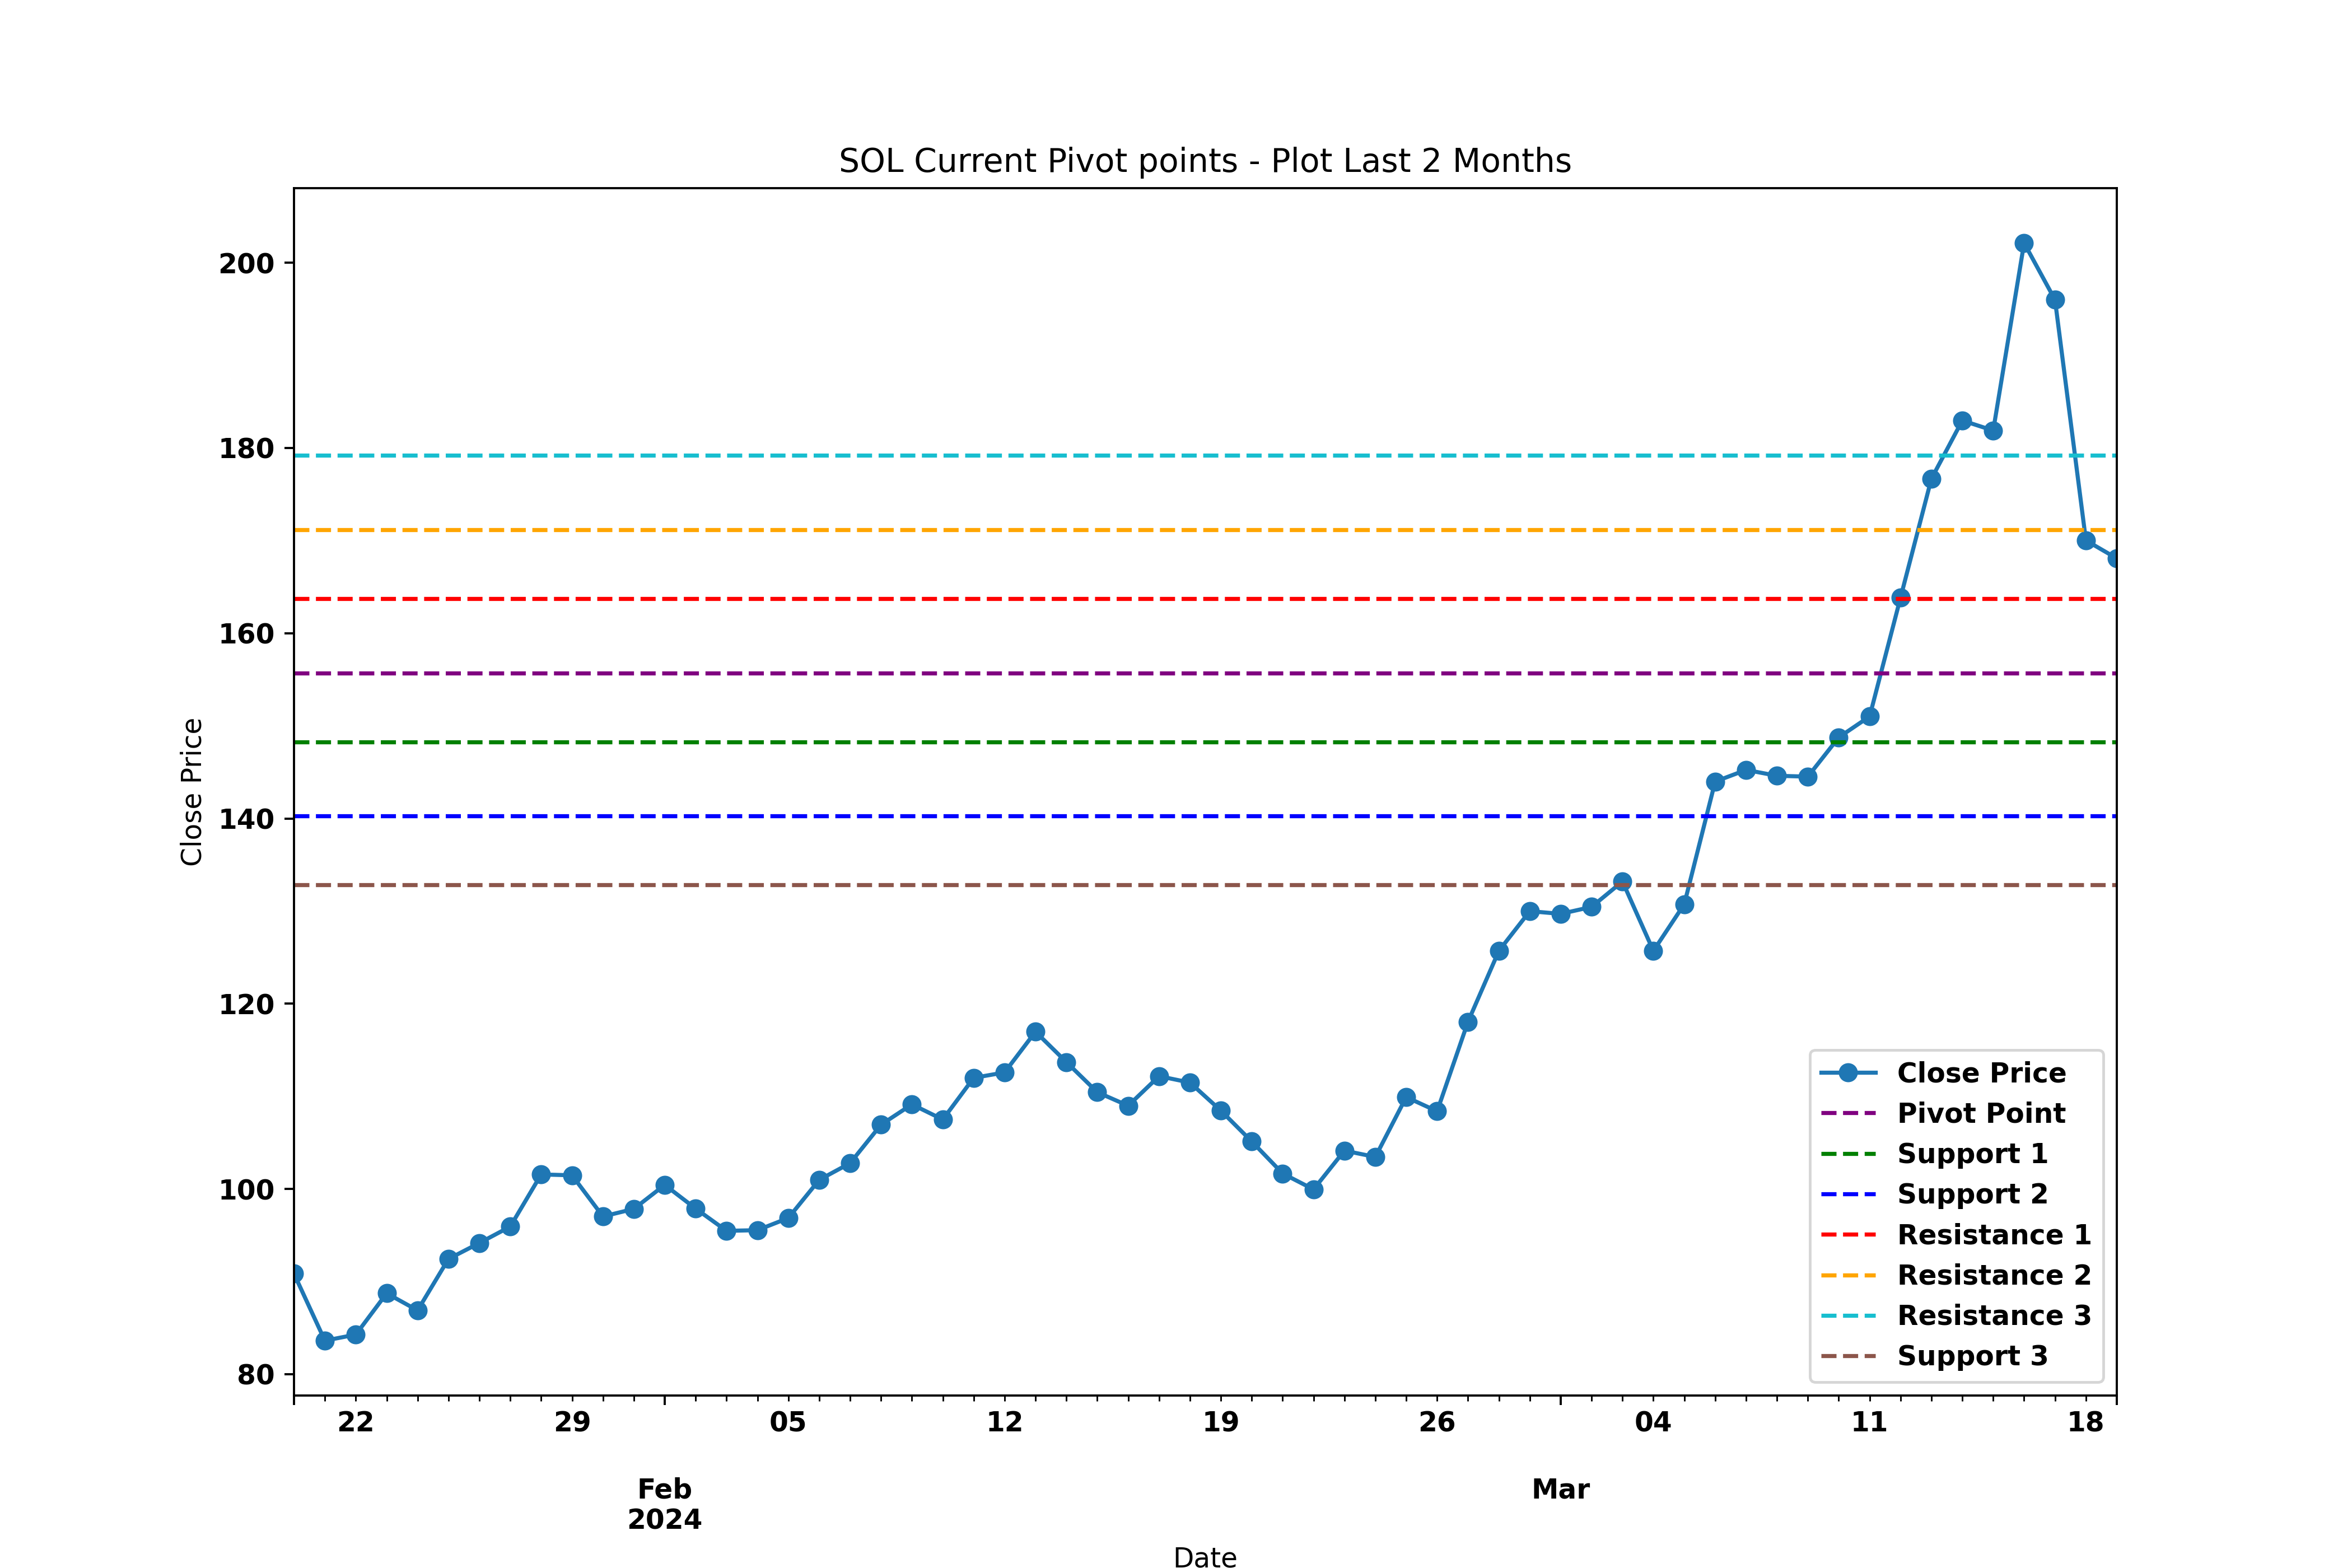 SOL Current Pivot points - Plot Last 2 Months
Close Price
200
180
160
140
120
100
80
Close Price
Pivot Point
Support 1
Support 2
Resistance 1
Resistance 2
Resistance 3
Support 3
22 29 05 12 19 26 04 11 18
Feb Mar
2024
Date